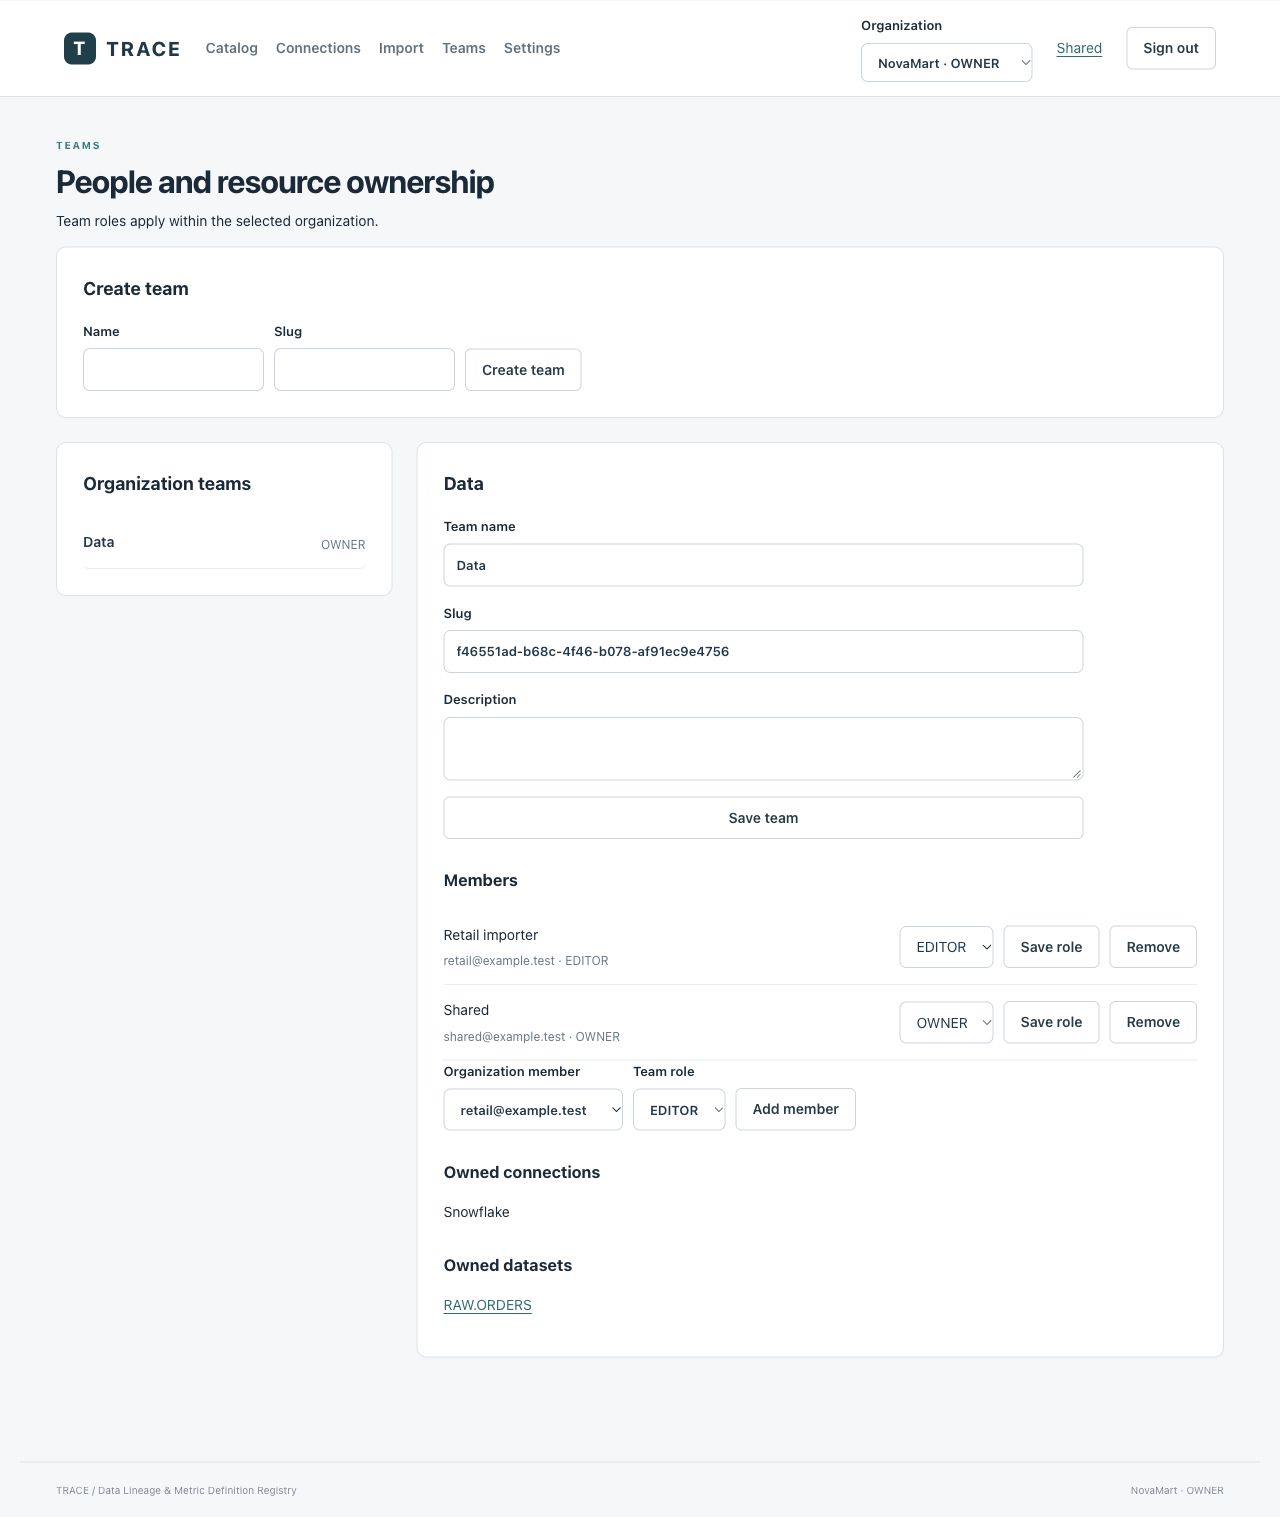 Organization
T TRACE Catalog Connections Import Teams Settings NovaMart · OWNER Shared Sign out
TEAMS
People and resource ownership
Team roles apply within the selected organization.
Create team
Name Slug
Create team
Organization teams
Data OWNER
Data
Team name
Data
Slug
f46551ad-b68c-4f46-b078-af91ec9e4756
Description
Save team
Members
Retail importer
retail@example.test · EDITOR
EDITOR Save role Remove
Shared
shared@example.test · OWNER
OWNER Save role Remove
Organization member Team role
retail@example.test EDITOR Add member
Owned connections
Snowflake
Owned datasets
RAW.ORDERS
TRACE / Data Lineage & Metric Definition Registry NovaMart · OWNER